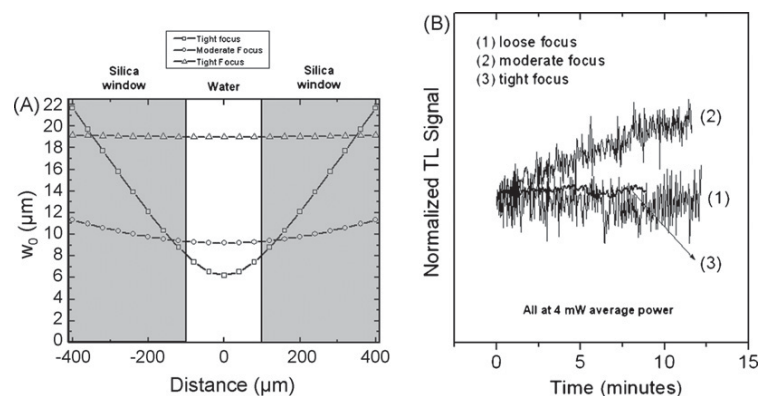 (A)
Tight focus
Moderate Focus
Tight Focus
Silica window
Water
Silica window
22
20
18
16
14
12
10
8
6
4
2
0
w0 (µm)
-400 -200 0 200 400
Distance (µm)
(B)
(1) loose focus
(2) moderate focus
(3) tight focus
(2)
(1)
(3)
Normalized TL Signal
All at 4 mW average power
0 5 10 15
Time (minutes)